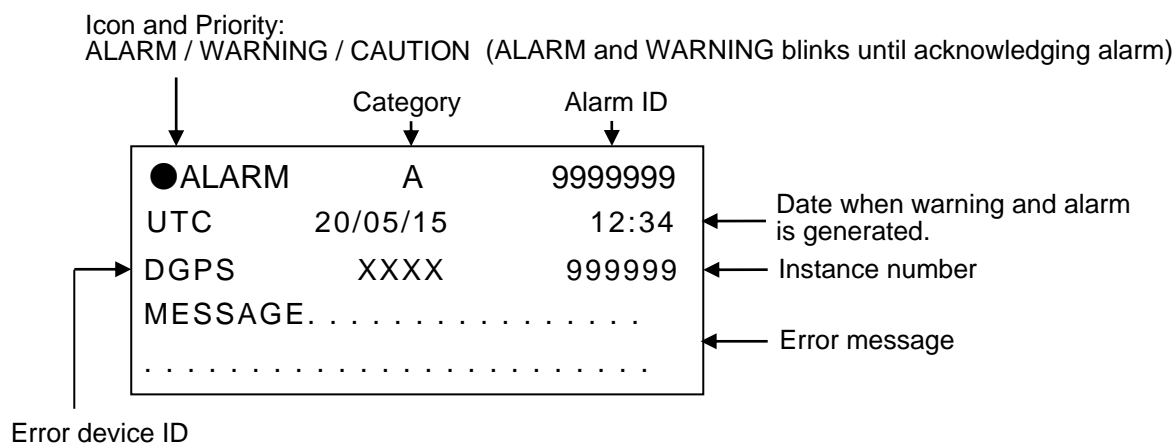 Icon and Priority:
ALARM / WARNING / CAUTION (ALARM and WARNING blinks until acknowledging alarm)
Category Alarm ID
●ALARM A 9999999
UTC 20/05/15 12:34
Date when warning and alarm
is generated.
DGPS XXXX 999999
Instance number
MESSAGE. . . . . . . . . . . . . . . . .
Error message
. . . . . . . . . . . . . . . . . . . . . . . .
Error device ID